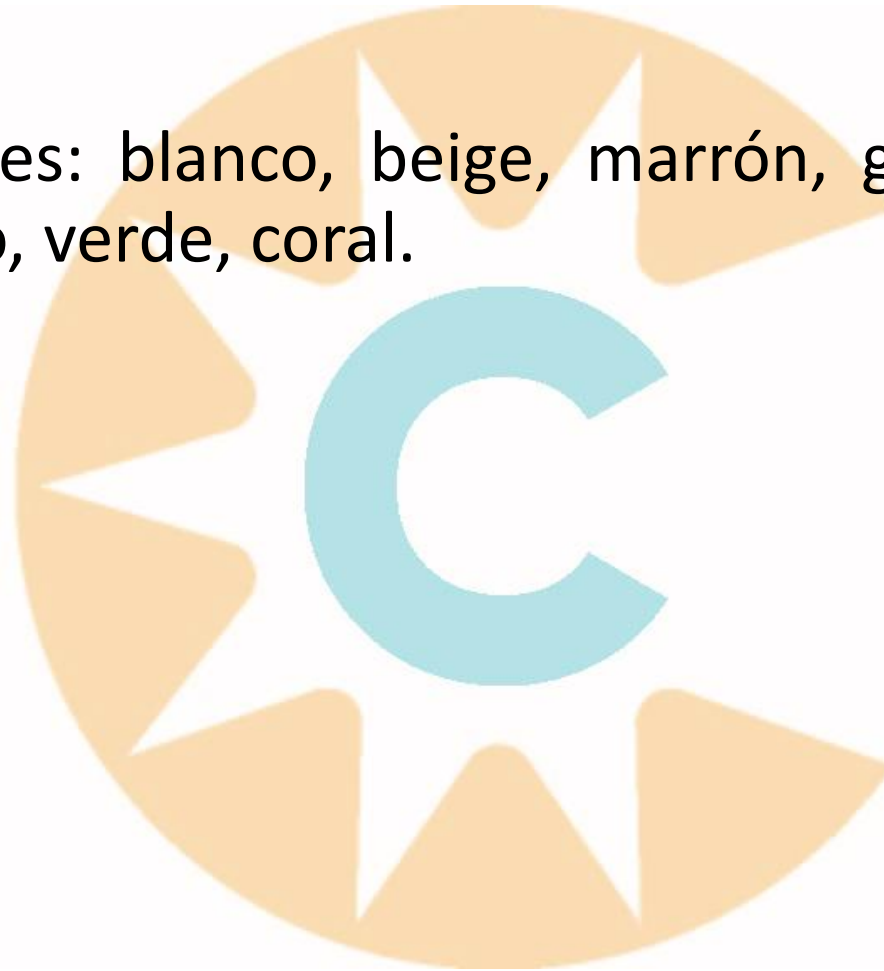 es: blanco, beige, marrón, g
, verde, coral.
C